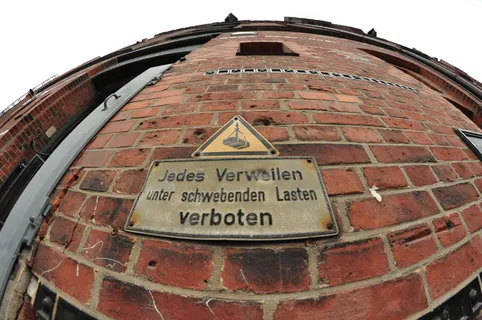 Jedes Verweilen
unter schwebenden Lasten
verboten